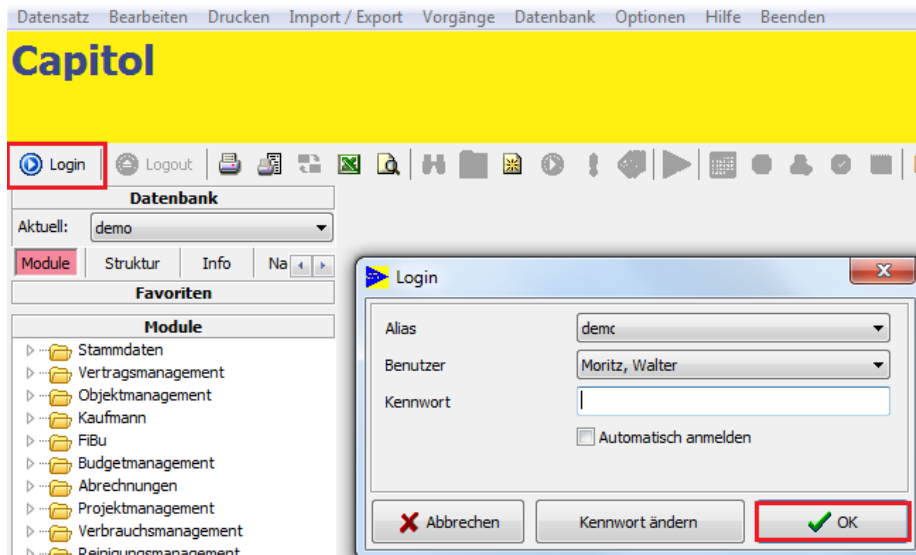 Datensatz Bearbeiten Drucken Import / Export Vorgänge Datenbank Optionen Hilfe Beenden
Capitol
Login Logout
Datenbank
Aktuell: demo
Module Struktur Info Na
Favoriten
Module
Stammdaten
Vertragsmanagement
Objektmanagement
Kaufmann
FiBu
Budgetmanagement
Abrechnungen
Projektmanagement
Verbrauchsmanagement
Reinigungsmanagement
Login
Alias demo
Benutzer Moritz, Walter
Kennwort
Automatisch anmelden
Abbrechen Kennwort ändern OK